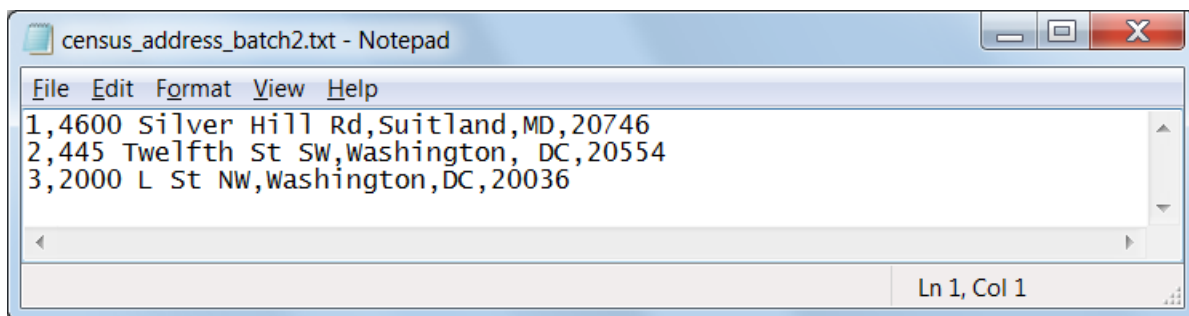 census_address_batch2.txt - Notepad
File Edit Format View Help
1,4600 Silver Hill Rd,Suitland,MD,20746
2,445 Twelfth St SW,Washington, DC,20554
3,2000 L St NW,Washington,DC,20036
Ln 1, Col 1